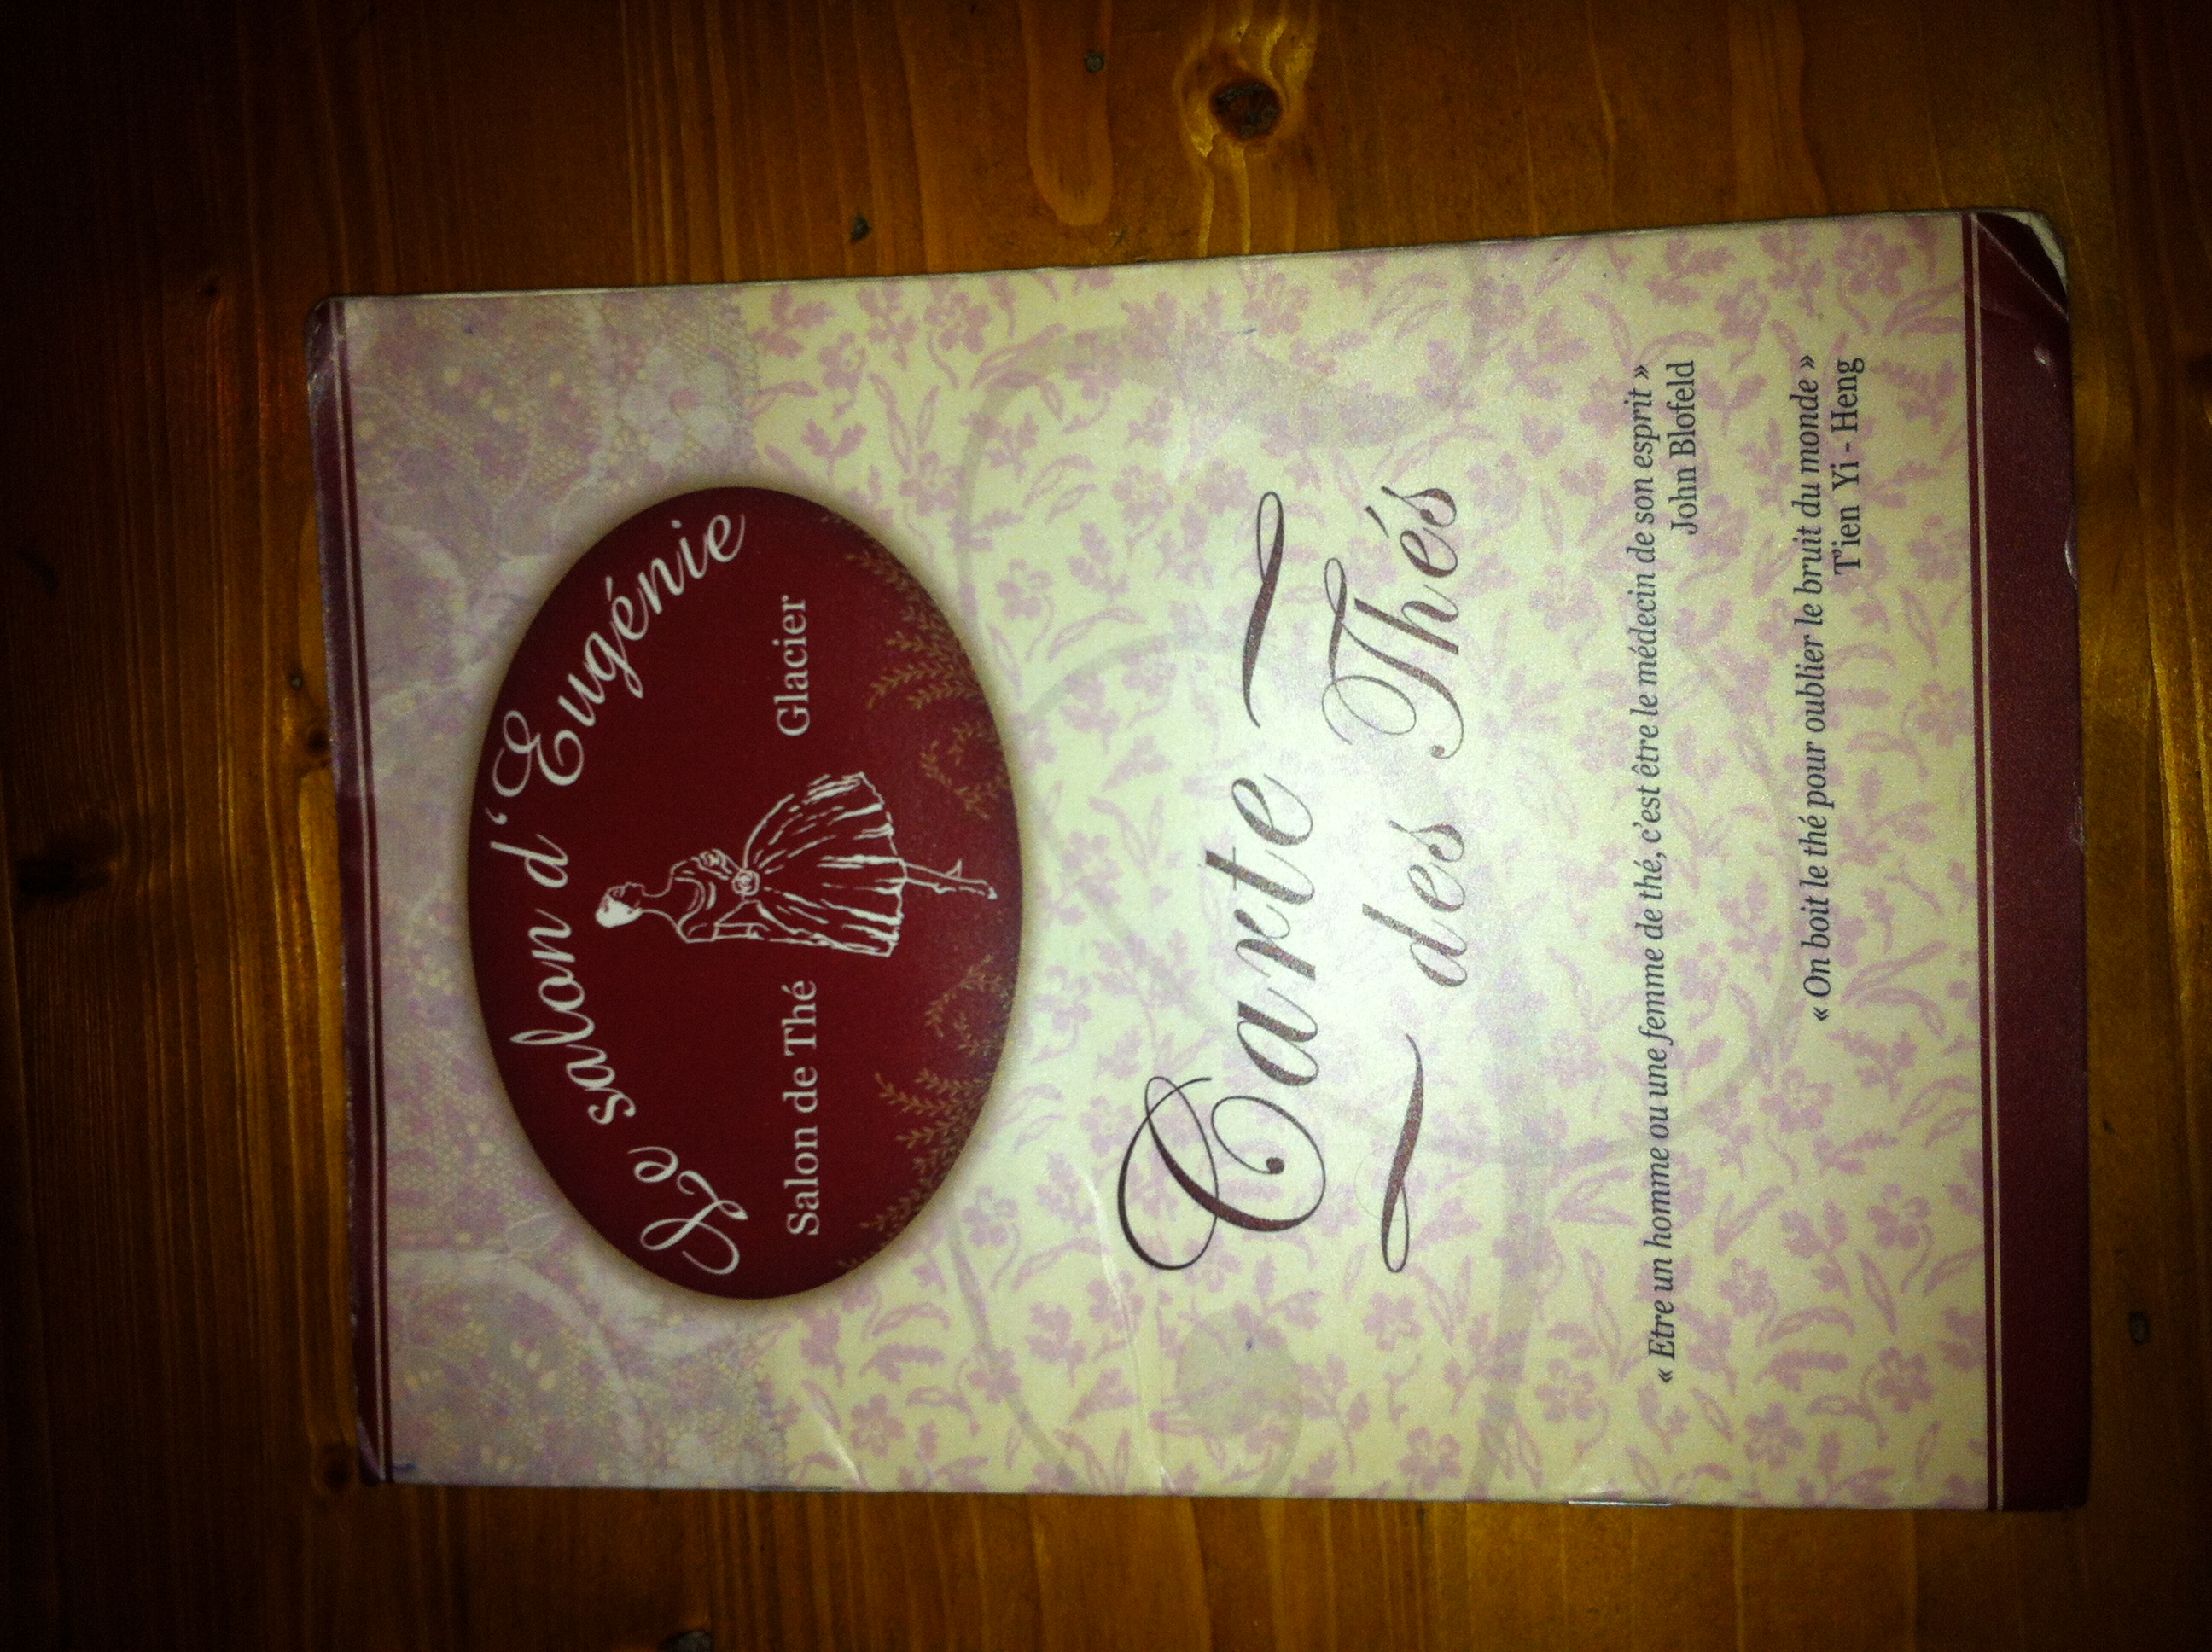 Le salon d'Eugénie
Salon de Thé Glacier
Carte
des Thés
« Etre un homme ou une femme de thé, c'est être le médecin de son esprit »
John Blofeld
« On boit le thé pour oublier le bruit du monde »
T'ien Yi - Heng